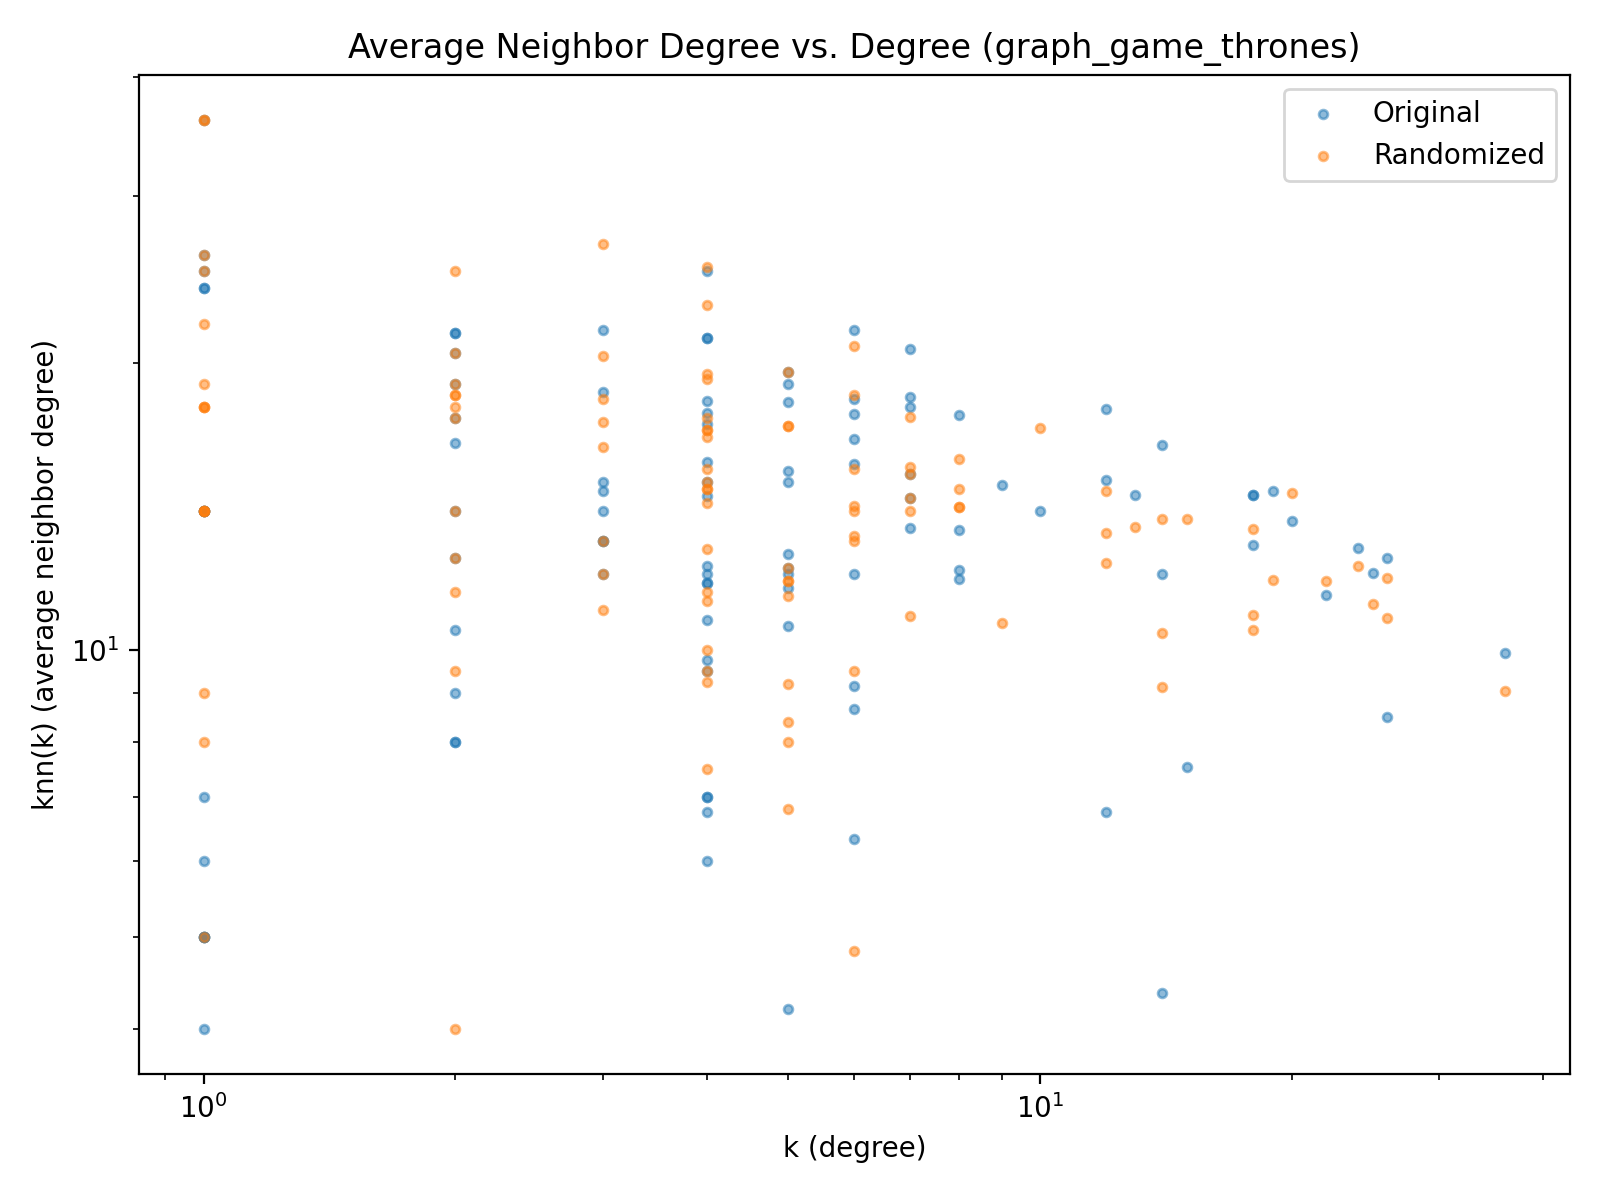 Average Neighbor Degree vs. Degree (graph_game_thrones)
Original
Randomized
knn(k) (average neighbor degree)
10¹
10⁰
10¹
k (degree)